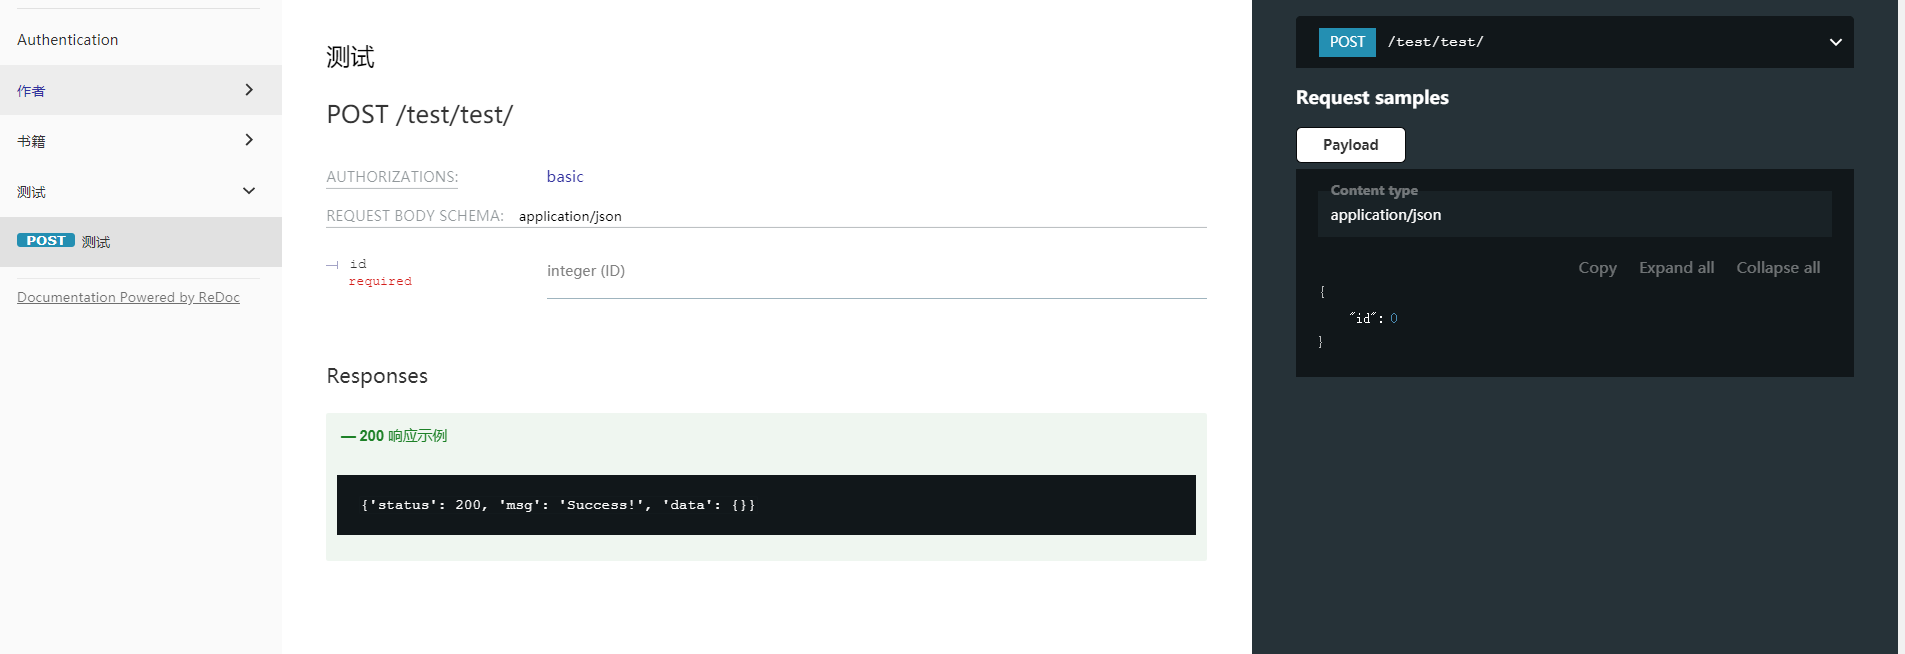 Authentication
作者
书籍
测试
POST 测试
Documentation Powered by ReDoc
测试
POST /test/test/
AUTHORIZATIONS: basic
REQUEST BODY SCHEMA: application/json
id
required
integer (ID)
Responses
— 200 响应示例
{'status': 200, 'msg': 'Success!', 'data': {}}
POST /test/test/
Request samples
Payload
Content type
application/json
Copy Expand all Collapse all
{
"id": 0
}